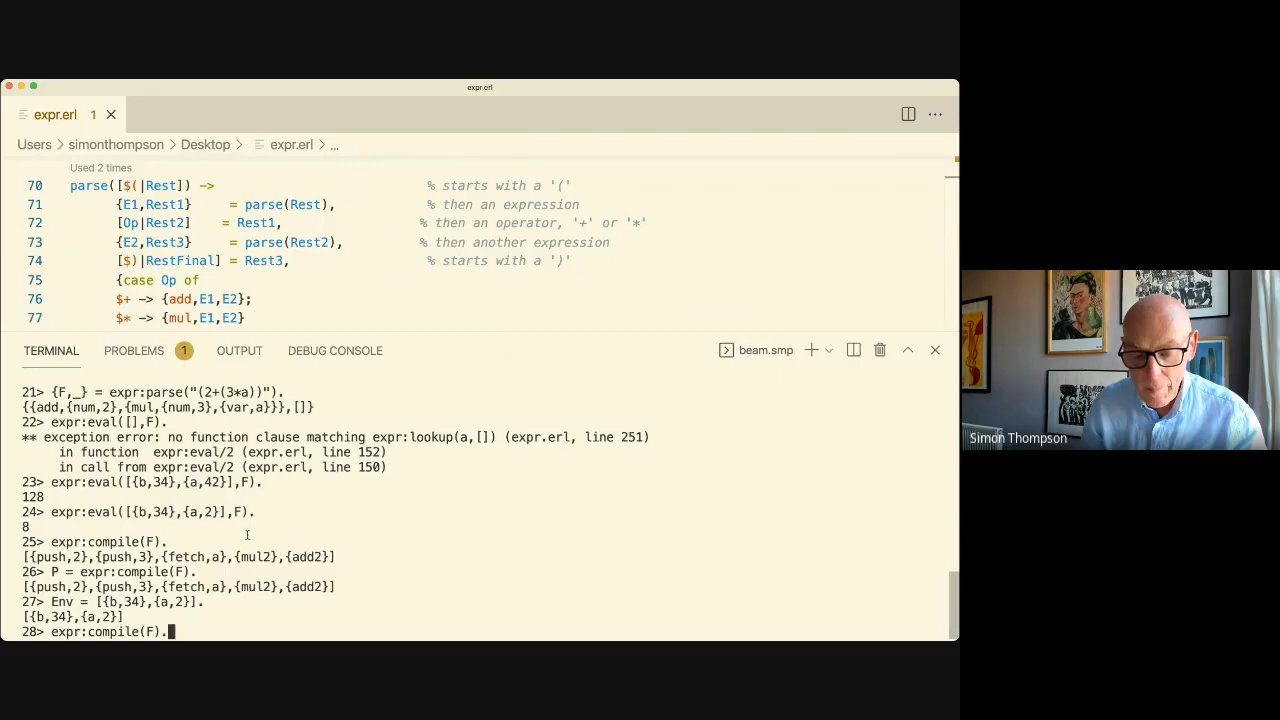 expr.erl
expr.erl 1
Users > simonthompson > Desktop > expr.erl > ...
Used 2 times
70 parse([$(|Rest]) -> % starts with a '('
71 {E1,Rest1} = parse(Rest), % then an expression
72 [Op|Rest2] = Rest1, % then an operator, '+' or '*'
73 {E2,Rest3} = parse(Rest2), % then another expression
74 [$)|RestFinal] = Rest3, % starts with a ')'
75 {case Op of
76 $+ -> {add,E1,E2};
77 $* -> {mul,E1,E2}
TERMINAL PROBLEMS 1 OUTPUT DEBUG CONSOLE beam.smp
21> {F,_} = expr:parse("(2+(3*a))").
{{add,{num,2},{mul,{num,3},{var,a}}},[]}
22> expr:eval([],F).
** exception error: no function clause matching expr:lookup(a,[]) (expr.erl, line 251)
in function expr:eval/2 (expr.erl, line 152)
in call from expr:eval/2 (expr.erl, line 150)
23> expr:eval([{b,34},{a,42}],F).
128
24> expr:eval([{b,34},{a,2}],F).
8
25> expr:compile(F).
[{push,2},{push,3},{fetch,a},{mul2},{add2}]
26> P = expr:compile(F).
[{push,2},{push,3},{fetch,a},{mul2},{add2}]
27> Env = [{b,34},{a,2}].
[{b,34},{a,2}]
28> expr:compile(F).
Simon Thompson